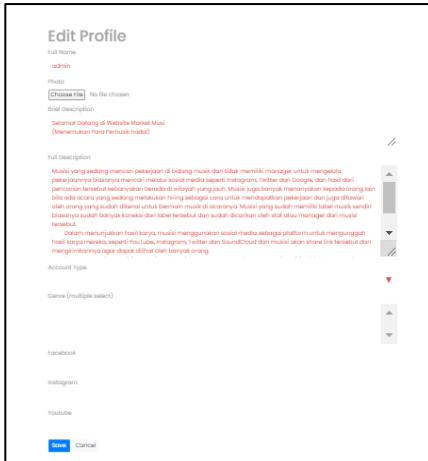 Edit Profile
Full Name
admin
Photo
Choose File No file chosen
Brief Description
Selamat Datang di Website Market Musi
(Menemukan Para Pemusik hadal)
Full Description
Musisi yang sedang mencari pekerjaan di bidang musik dan tidak memiliki manager untuk mengelola
pekerjaannya biasanya mencari melalui sosial media seperti Instagram, Twitter dan Google, dan hasil dari
pencarian tersebut kebanyakan berada di wilayah yang jauh. Musisi juga banyak menanyakan kepada orang lain
bila ada acara yang sedang melakukan hiring sebagai cara untuk mendapatkan pekerjaan dan juga ditawari
oleh orang yang sudah dikenal untuk bermain musik di acaranya. Musisi yang sudah memiliki label musik sendiri
biasanya sudah banyak koneksi dari label tersebut dan sudah dicarikan oleh staf atau manager dari musisi
tersebut.
Dalam menunjukkan hasil karya, musisi menggunakan sosial media sebagai platform untuk mengunggah
hasil karya mereka, seperti YouTube, Instagram, Twitter dan SoundCloud dan musisi akan share link tersebut dan
mengirimkannya agar dapat dilihat oleh banyak orang.
Account Type
Genre (multiple select)
Facebook
Instagram
Youtube
Save Cancel